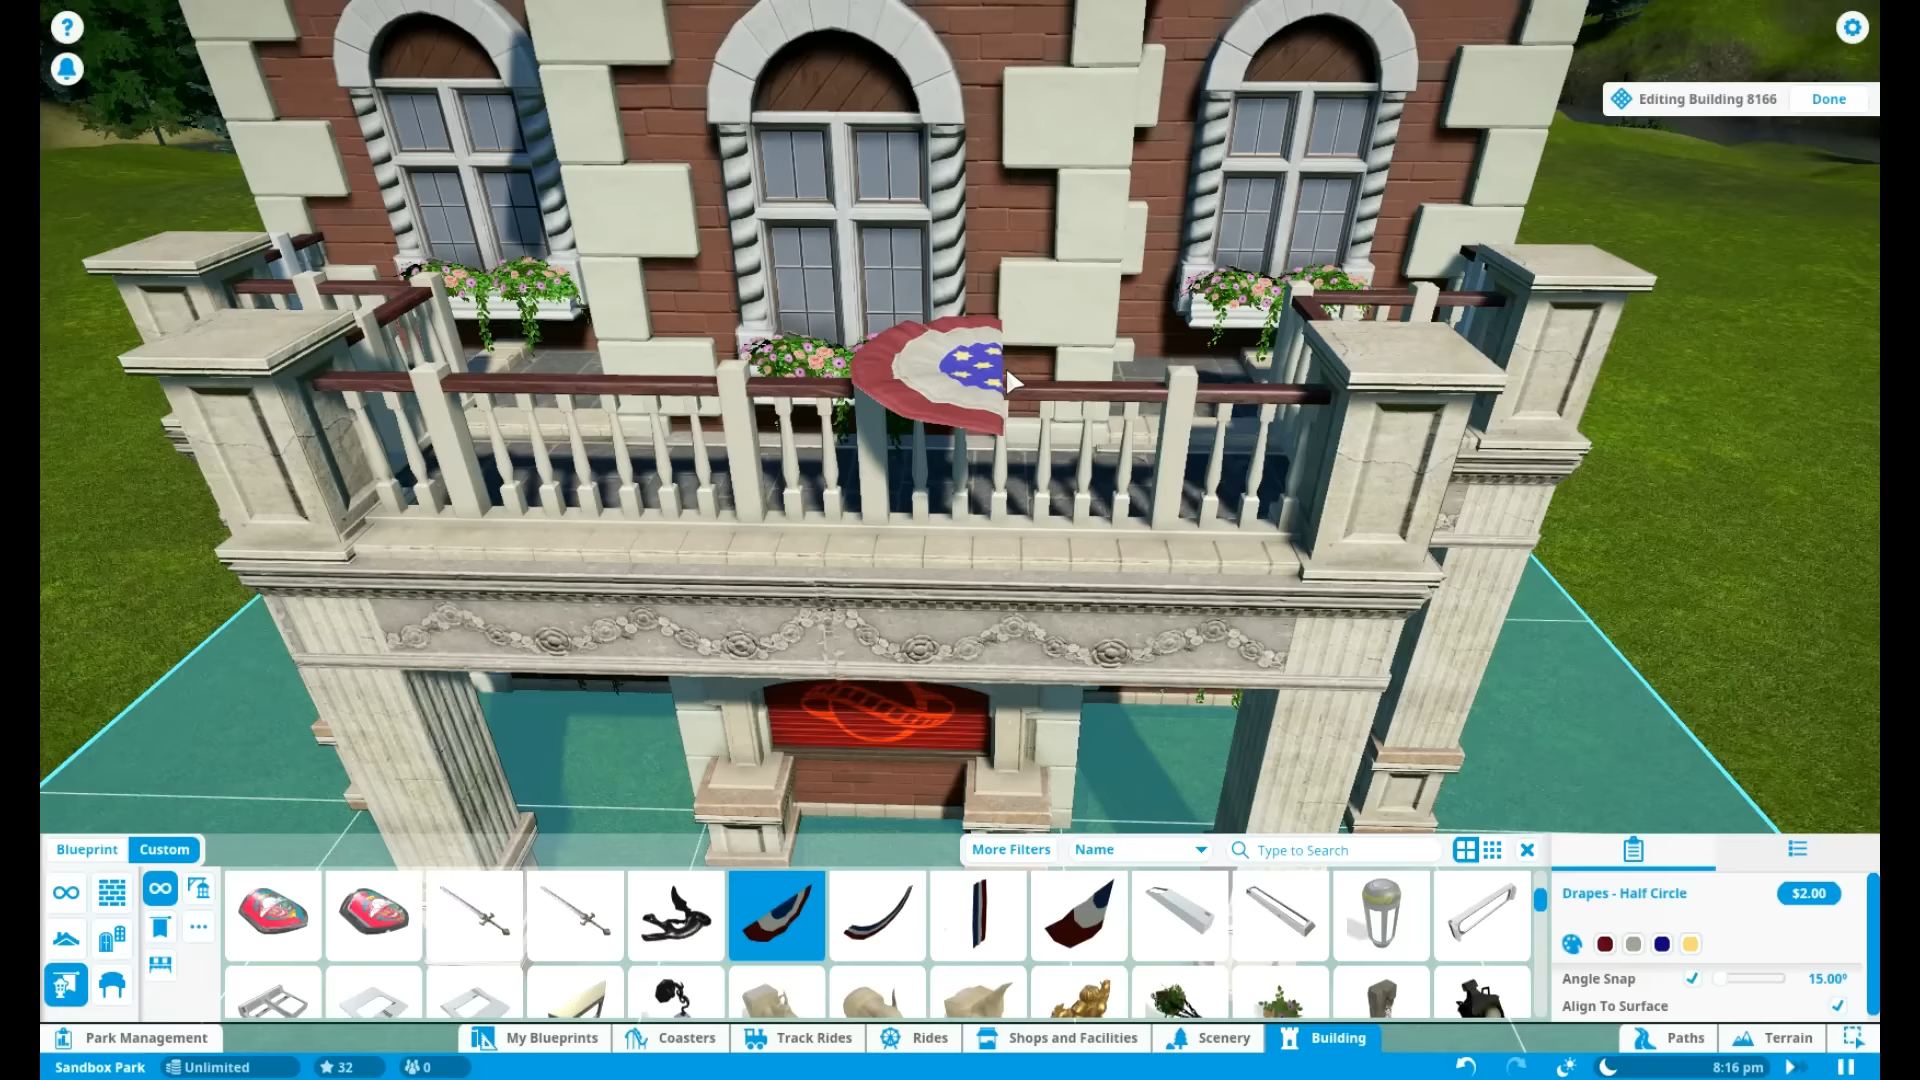 ?
Editing Building 8166 Done
Blueprint Custom
More Filters Name Type to Search
Drapes - Half Circle $2.00
Angle Snap 15.00°
Align To Surface
Park Management My Blueprints Coasters Track Rides Rides Shops and Facilities Scenery Building Paths Terrain
Sandbox Park Unlimited 32 0 8:16 pm